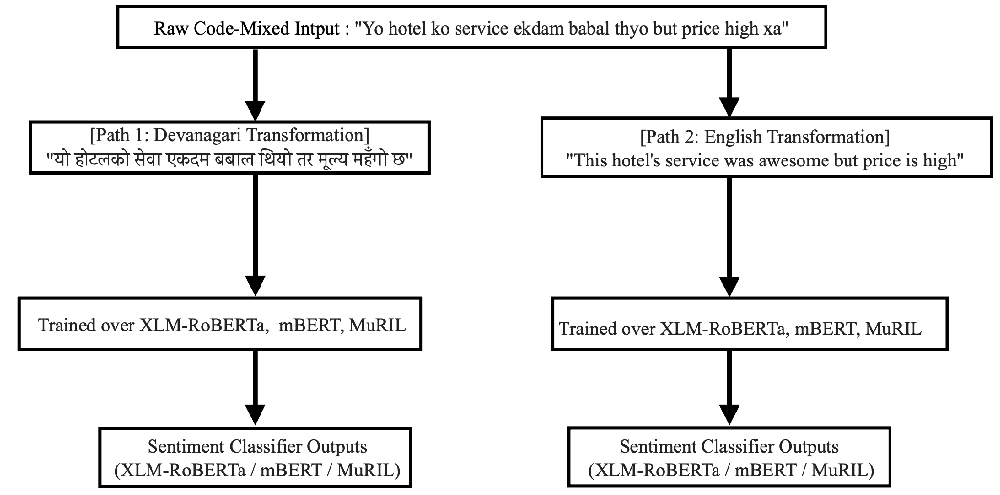 Raw Code-Mixed Intput : "Yo hotel ko service ekdam babal thyo but price high xa"
[Path 1: Devanagari Transformation]
"यो होटलको सेवा एकदम बबाल थियो तर मूल्य महँगो छ"
[Path 2: English Transformation]
"This hotel's service was awesome but price is high"
Trained over XLM-RoBERTa,  mBERT, MuRIL
Trained over XLM-RoBERTa, mBERT, MuRIL
Sentiment Classifier Outputs
(XLM-RoBERTa / mBERT / MuRIL)
Sentiment Classifier Outputs
(XLM-RoBERTa / mBERT / MuRIL)